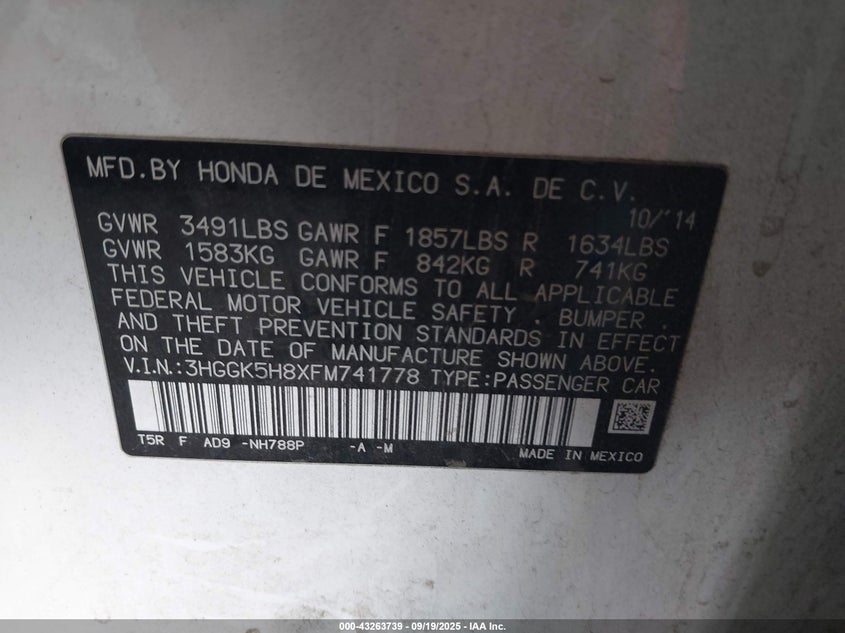 MFD.BY HONDA DE MEXICO S.A. DE C.V.
10/'14
GVWR 3491LBS GAWR F 1857LBS R 1634LBS
GVWR 1583KG GAWR F 842KG R 741KG
THIS VEHICLE CONFORMS TO ALL APPLICABLE
FEDERAL MOTOR VEHICLE SAFETY , BUMPER ,
AND THEFT PREVENTION STANDARDS IN EFFECT
ON THE DATE OF MANUFACTURE SHOWN ABOVE.
V.I.N.:3HGGK5H8XFM741778 TYPE:PASSENGER CAR
T5R F AD9 -NH788P -A -M
MADE IN MEXICO
000-43263739 - 09/19/2025 - IAA Inc.